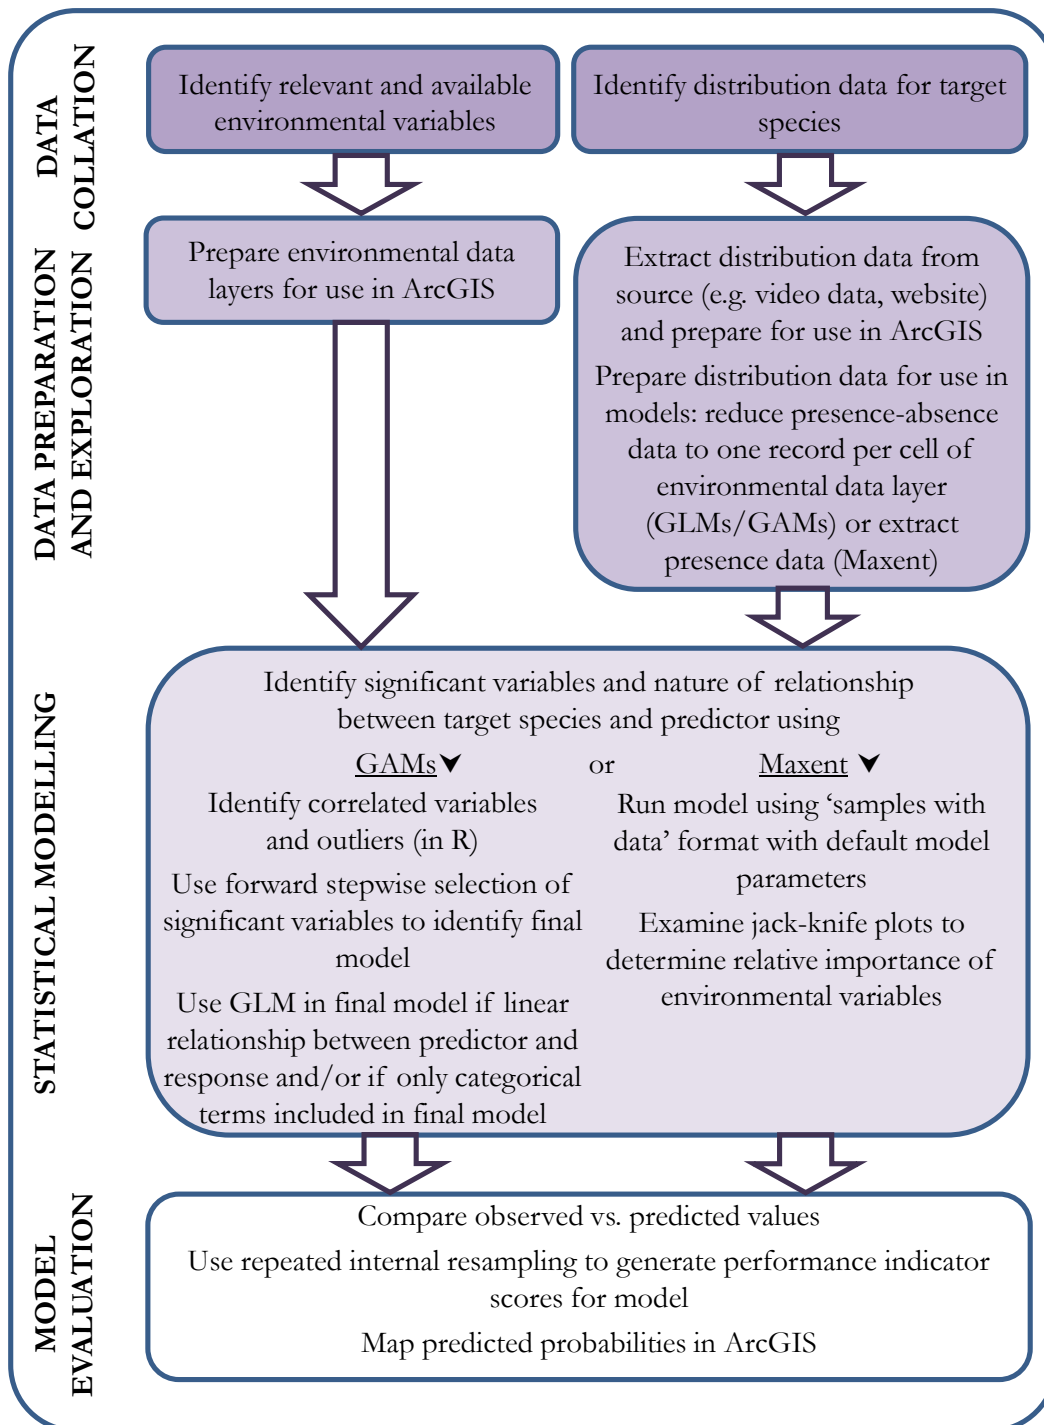 DATA
COLLATION
Identify relevant and available
environmental variables
Identify distribution data for target
species
DATA PREPARATION
AND EXPLORATION
Prepare environmental data
layers for use in ArcGIS
Extract distribution data from
source (e.g. video data, website)
and prepare for use in ArcGIS
Prepare distribution data for use in
models: reduce presence-absence
data to one record per cell of
environmental data layer
(GLMs/GAMs) or extract
presence data (Maxent)
STATISTICAL MODELLING
Identify significant variables and nature of relationship
between target species and predictor using
GAMs or Maxent
Identify correlated variables
and outliers (in R)
Use forward stepwise selection of
significant variables to identify final
model
Use GLM in final model if linear
relationship between predictor and
response and/or if only categorical
terms included in final model
Run model using ‘samples with
data’ format with default model
parameters
Examine jack-knife plots to
determine relative importance of
environmental variables
MODEL
EVALUATION
Compare observed vs. predicted values
Use repeated internal resampling to generate performance indicator
scores for model
Map predicted probabilities in ArcGIS